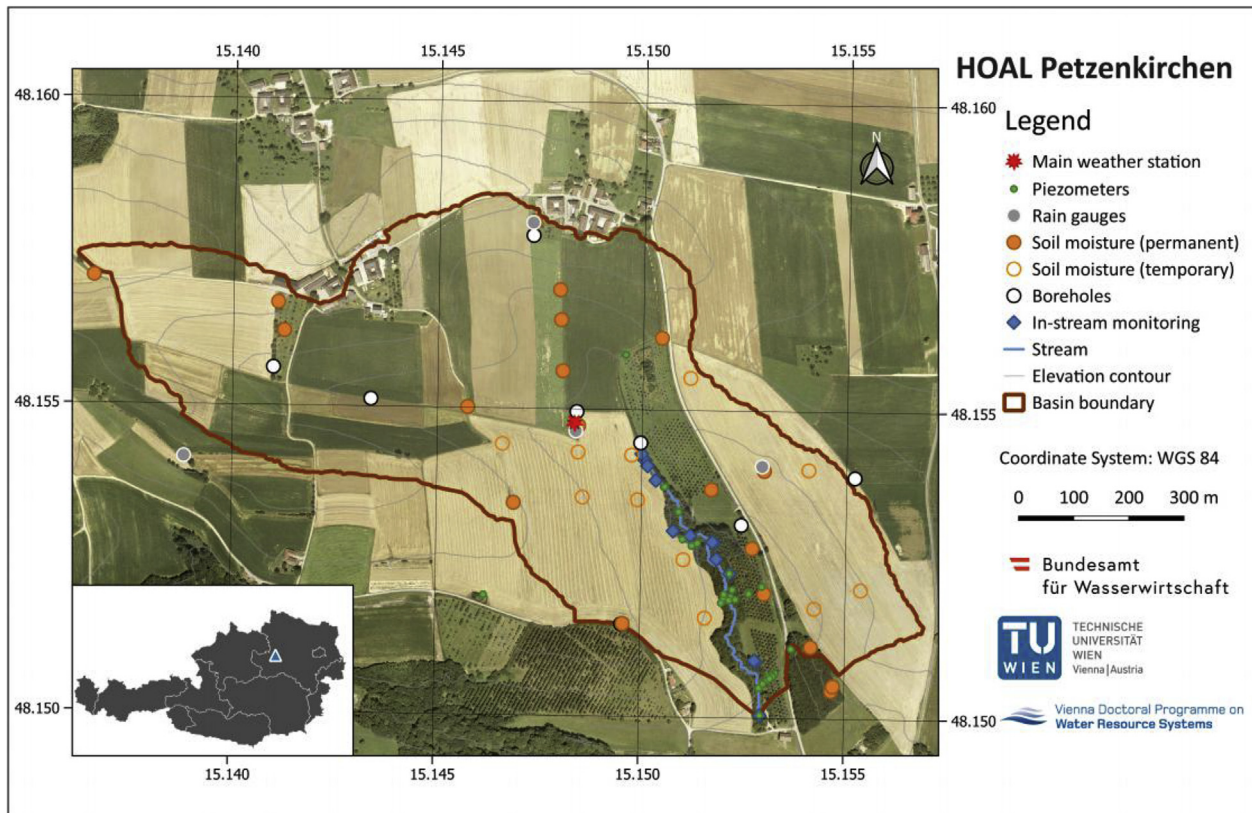 15.140 15.145 15.150 15.155
48.160 48.160
48.155 48.155
48.150 48.150
15.140 15.145 15.150 15.155
N
HOAL Petzenkirchen
Legend
Main weather station
Piezometers
Rain gauges
Soil moisture (permanent)
Soil moisture (temporary)
Boreholes
In-stream monitoring
Stream
Elevation contour
Basin boundary
Coordinate System: WGS 84
0 100 200 300 m
Bundesamt
für Wasserwirtschaft
TU
WIEN
TECHNISCHE
UNIVERSITÄT
WIEN
Vienna|Austria
Vienna Doctoral Programme on
Water Resource Systems